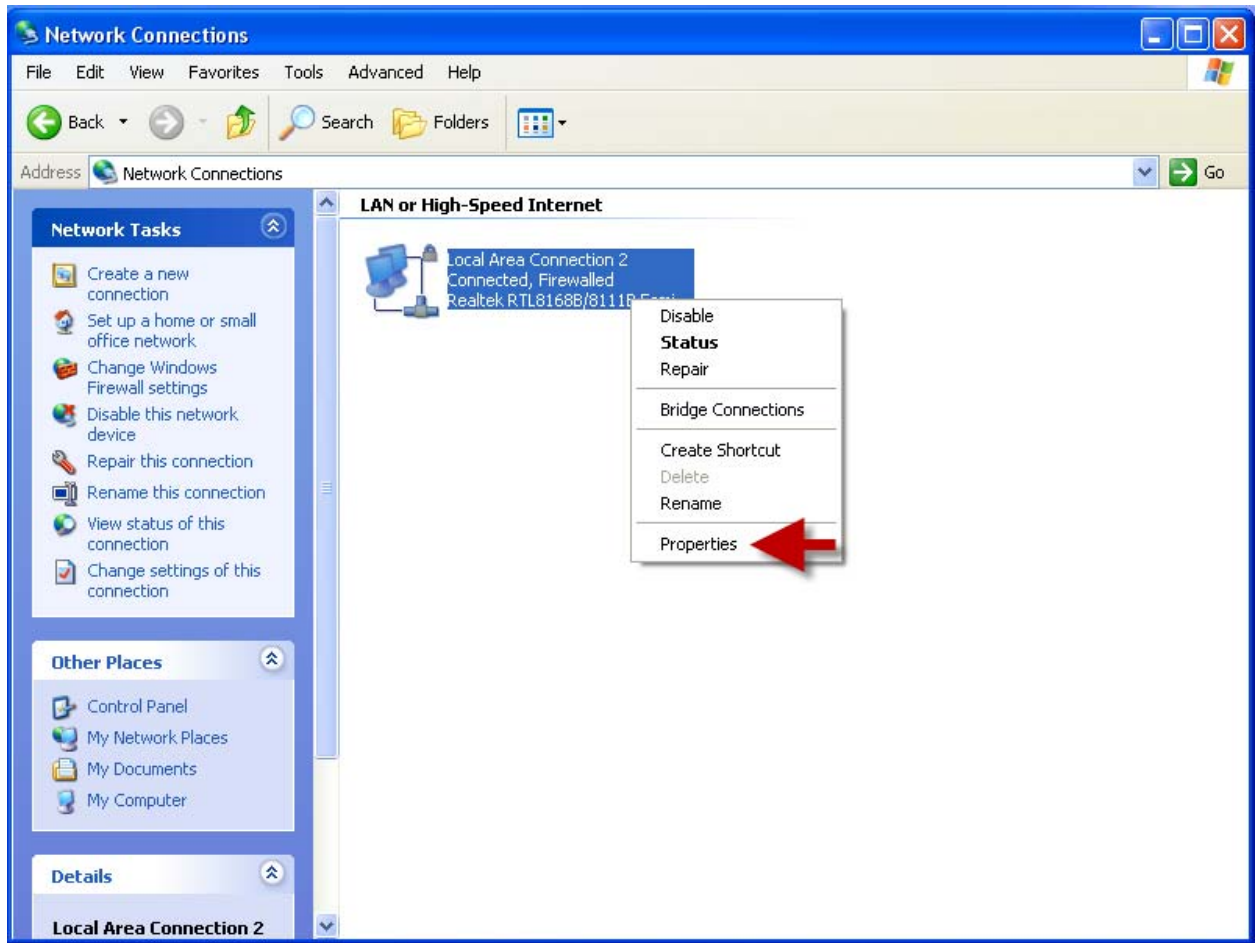 Network Connections
File Edit View Favorites Tools Advanced Help
Back Search Folders
Address Network Connections Go
Network Tasks
Create a new
connection
Set up a home or small
office network
Change Windows
Firewall settings
Disable this network
device
Repair this connection
Rename this connection
View status of this
connection
Change settings of this
connection
Other Places
Control Panel
My Network Places
My Documents
My Computer
Details
Local Area Connection 2
LAN or High-Speed Internet
Local Area Connection 2
Connected, Firewalled
Realtek RTL8168B/8111B
Disable
Status
Repair
Bridge Connections
Create Shortcut
Delete
Rename
Properties